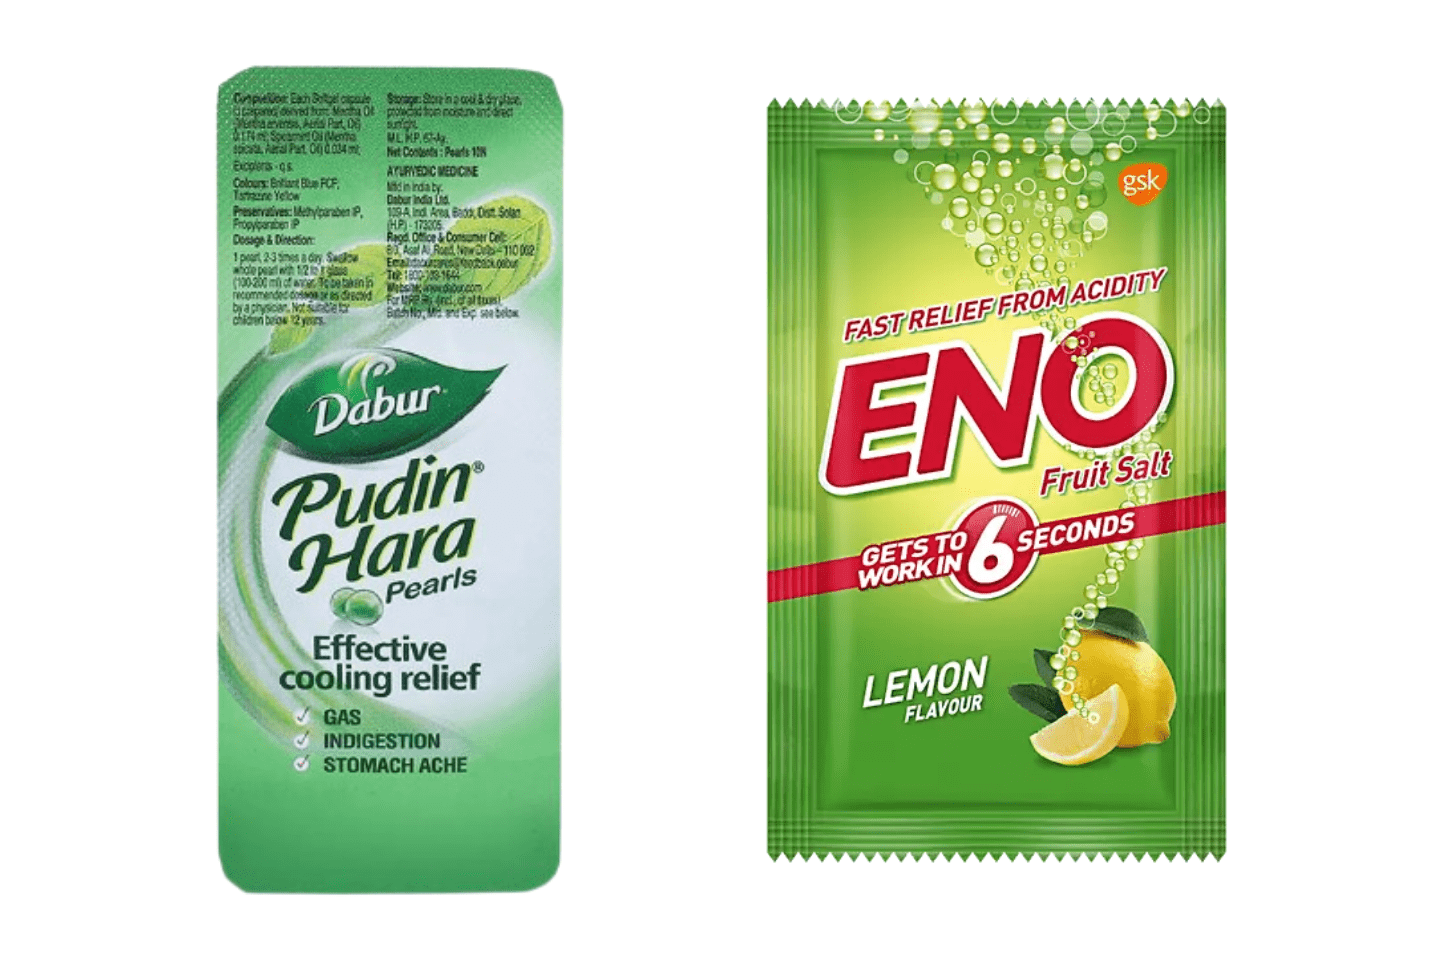 Composition: Each Softgel capsule
is prepared derived from: Mentha Oil
(Mentha arvensis, Aerial Part, Oil)
0.174 ml; Spearmint Oil (Mentha
spicata, Aerial Part, Oil) 0.034 ml;
Excipients - q.s.
Colours: Brilliant Blue FCF,
Tartrazine Yellow
Preservatives: Methylparaben IP,
Propylparaben IP
Dosage & Direction:
1 pearl, 2-3 times a day. Swallow
whole pearl with 1/2 to 1 glass
(100-200 ml) of water. To be taken in
recommended dosage or as directed
by a physician. Not suitable for
children below 12 years.
Storage: Store in a cool & dry place,
protected from moisture and direct
sunlight.
M.L. H.P. 67-Ay.
Net Contents : Pearls 10N
AYURVEDIC MEDICINE
Mfd in India by:
Dabur India Ltd.
109-A, Ind. Area, Baddi, Distt. Solan
(H.P) - 173205
Regd. Office & Consumer Cell:
8/3, Asaf Ali Road, New Delhi - 110 002
Tel: 1800-103-1644
Website: www.dabur.com
For MRP Rs. (incl. of all taxes),
Batch No., Mfd. and Exp. see below.
Dabur
Pudin®
Hara
Pearls
Effective
cooling relief
GAS
INDIGESTION
STOMACH ACHE
gsk
FAST RELIEF FROM ACIDITY
ENO
Fruit Salt
GETS TO
WORK IN
6
SECONDS
LEMON
FLAVOUR